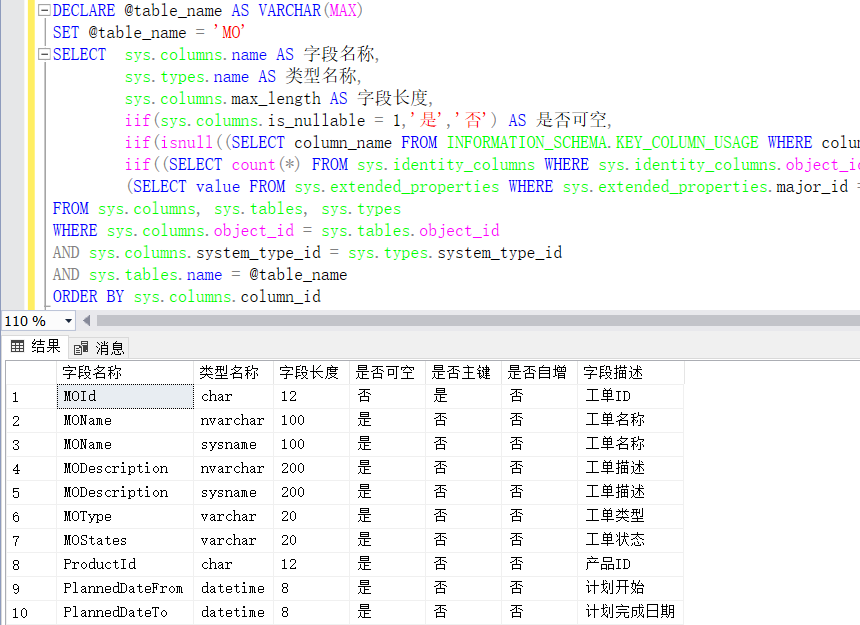 DECLARE @table_name AS VARCHAR(MAX)
SET @table_name = 'MO'
SELECT sys.columns.name AS 字段名称,
sys.types.name AS 类型名称,
sys.columns.max_length AS 字段长度,
iif(sys.columns.is_nullable = 1,'是','否') AS 是否可空,
iif(isnull((SELECT column_name FROM INFORMATION_SCHEMA.KEY_COLUMN_USAGE WHERE colum
iif((SELECT count(*) FROM sys.identity_columns WHERE sys.identity_columns.object_id
(SELECT value FROM sys.extended_properties WHERE sys.extended_properties.major_id =
FROM sys.columns, sys.tables, sys.types
WHERE sys.columns.object_id = sys.tables.object_id
AND sys.columns.system_type_id = sys.types.system_type_id
AND sys.tables.name = @table_name
ORDER BY sys.columns.column_id
110 %
结果 消息
字段名称 类型名称 字段长度 是否可空 是否主键 是否自增 字段描述
1 MOId char 12 否 是 否 工单ID
2 MOName nvarchar 100 是 否 否 工单名称
3 MOName sysname 100 是 否 否 工单名称
4 MODescription nvarchar 200 是 否 否 工单描述
5 MODescription sysname 200 是 否 否 工单描述
6 MOType varchar 20 是 否 否 工单类型
7 MOStates varchar 20 是 否 否 工单状态
8 ProductId char 12 是 否 否 产品ID
9 PlannedDateFrom datetime 8 是 否 否 计划开始
10 PlannedDateTo datetime 8 是 否 否 计划完成日期